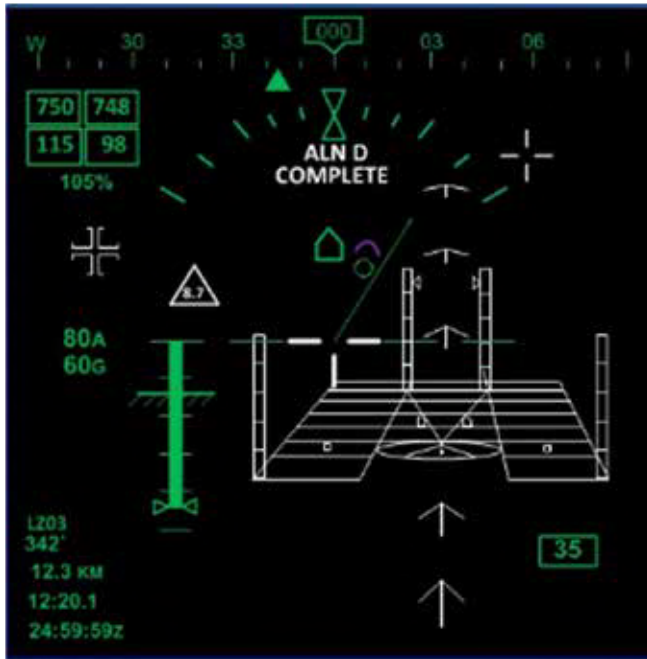 000
W 30 33 03 06
750 748
115 98
105%
ALN D
COMPLETE
8.7
80A
60G
LZ03
342°
12.3 KM
12:20.1
24:59:59Z
35